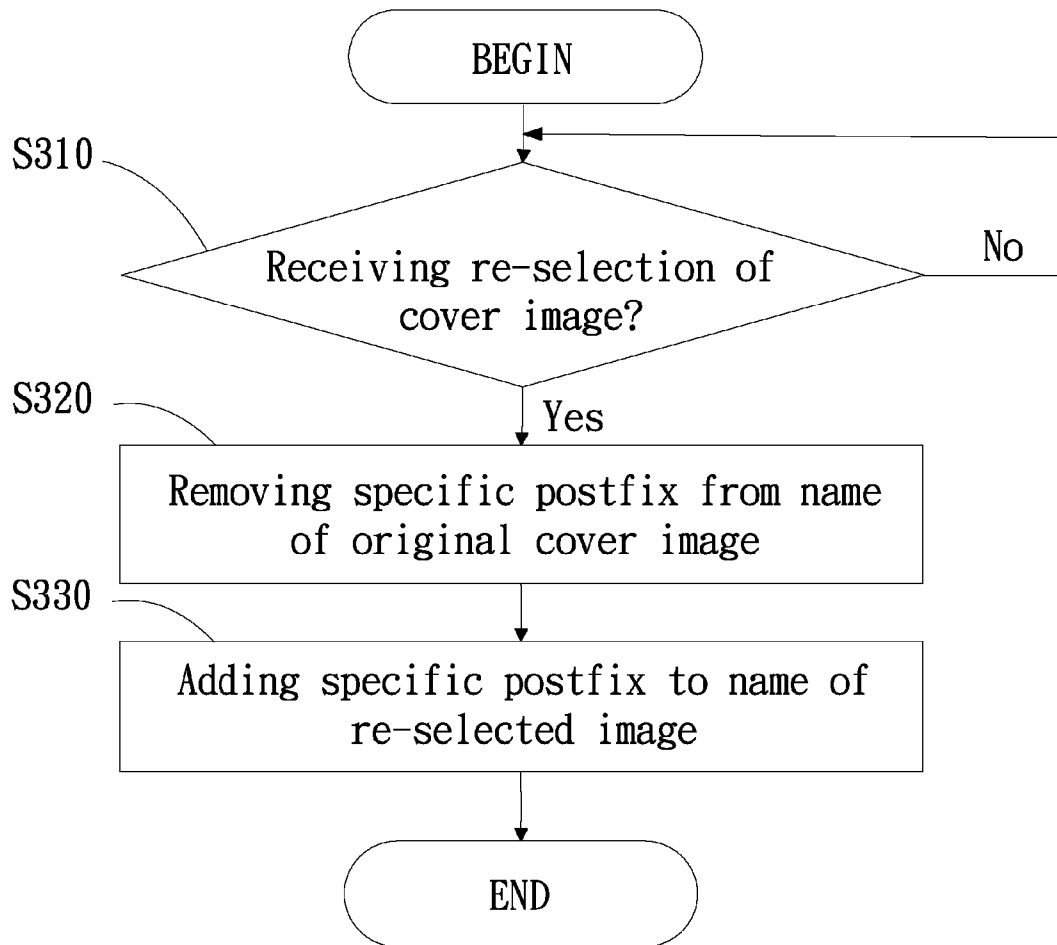 BEGIN
S310
Receiving re-selection of
cover image?
No
Yes
S320
Removing specific postfix from name
of original cover image
S330
Adding specific postfix to name of
re-selected image
END